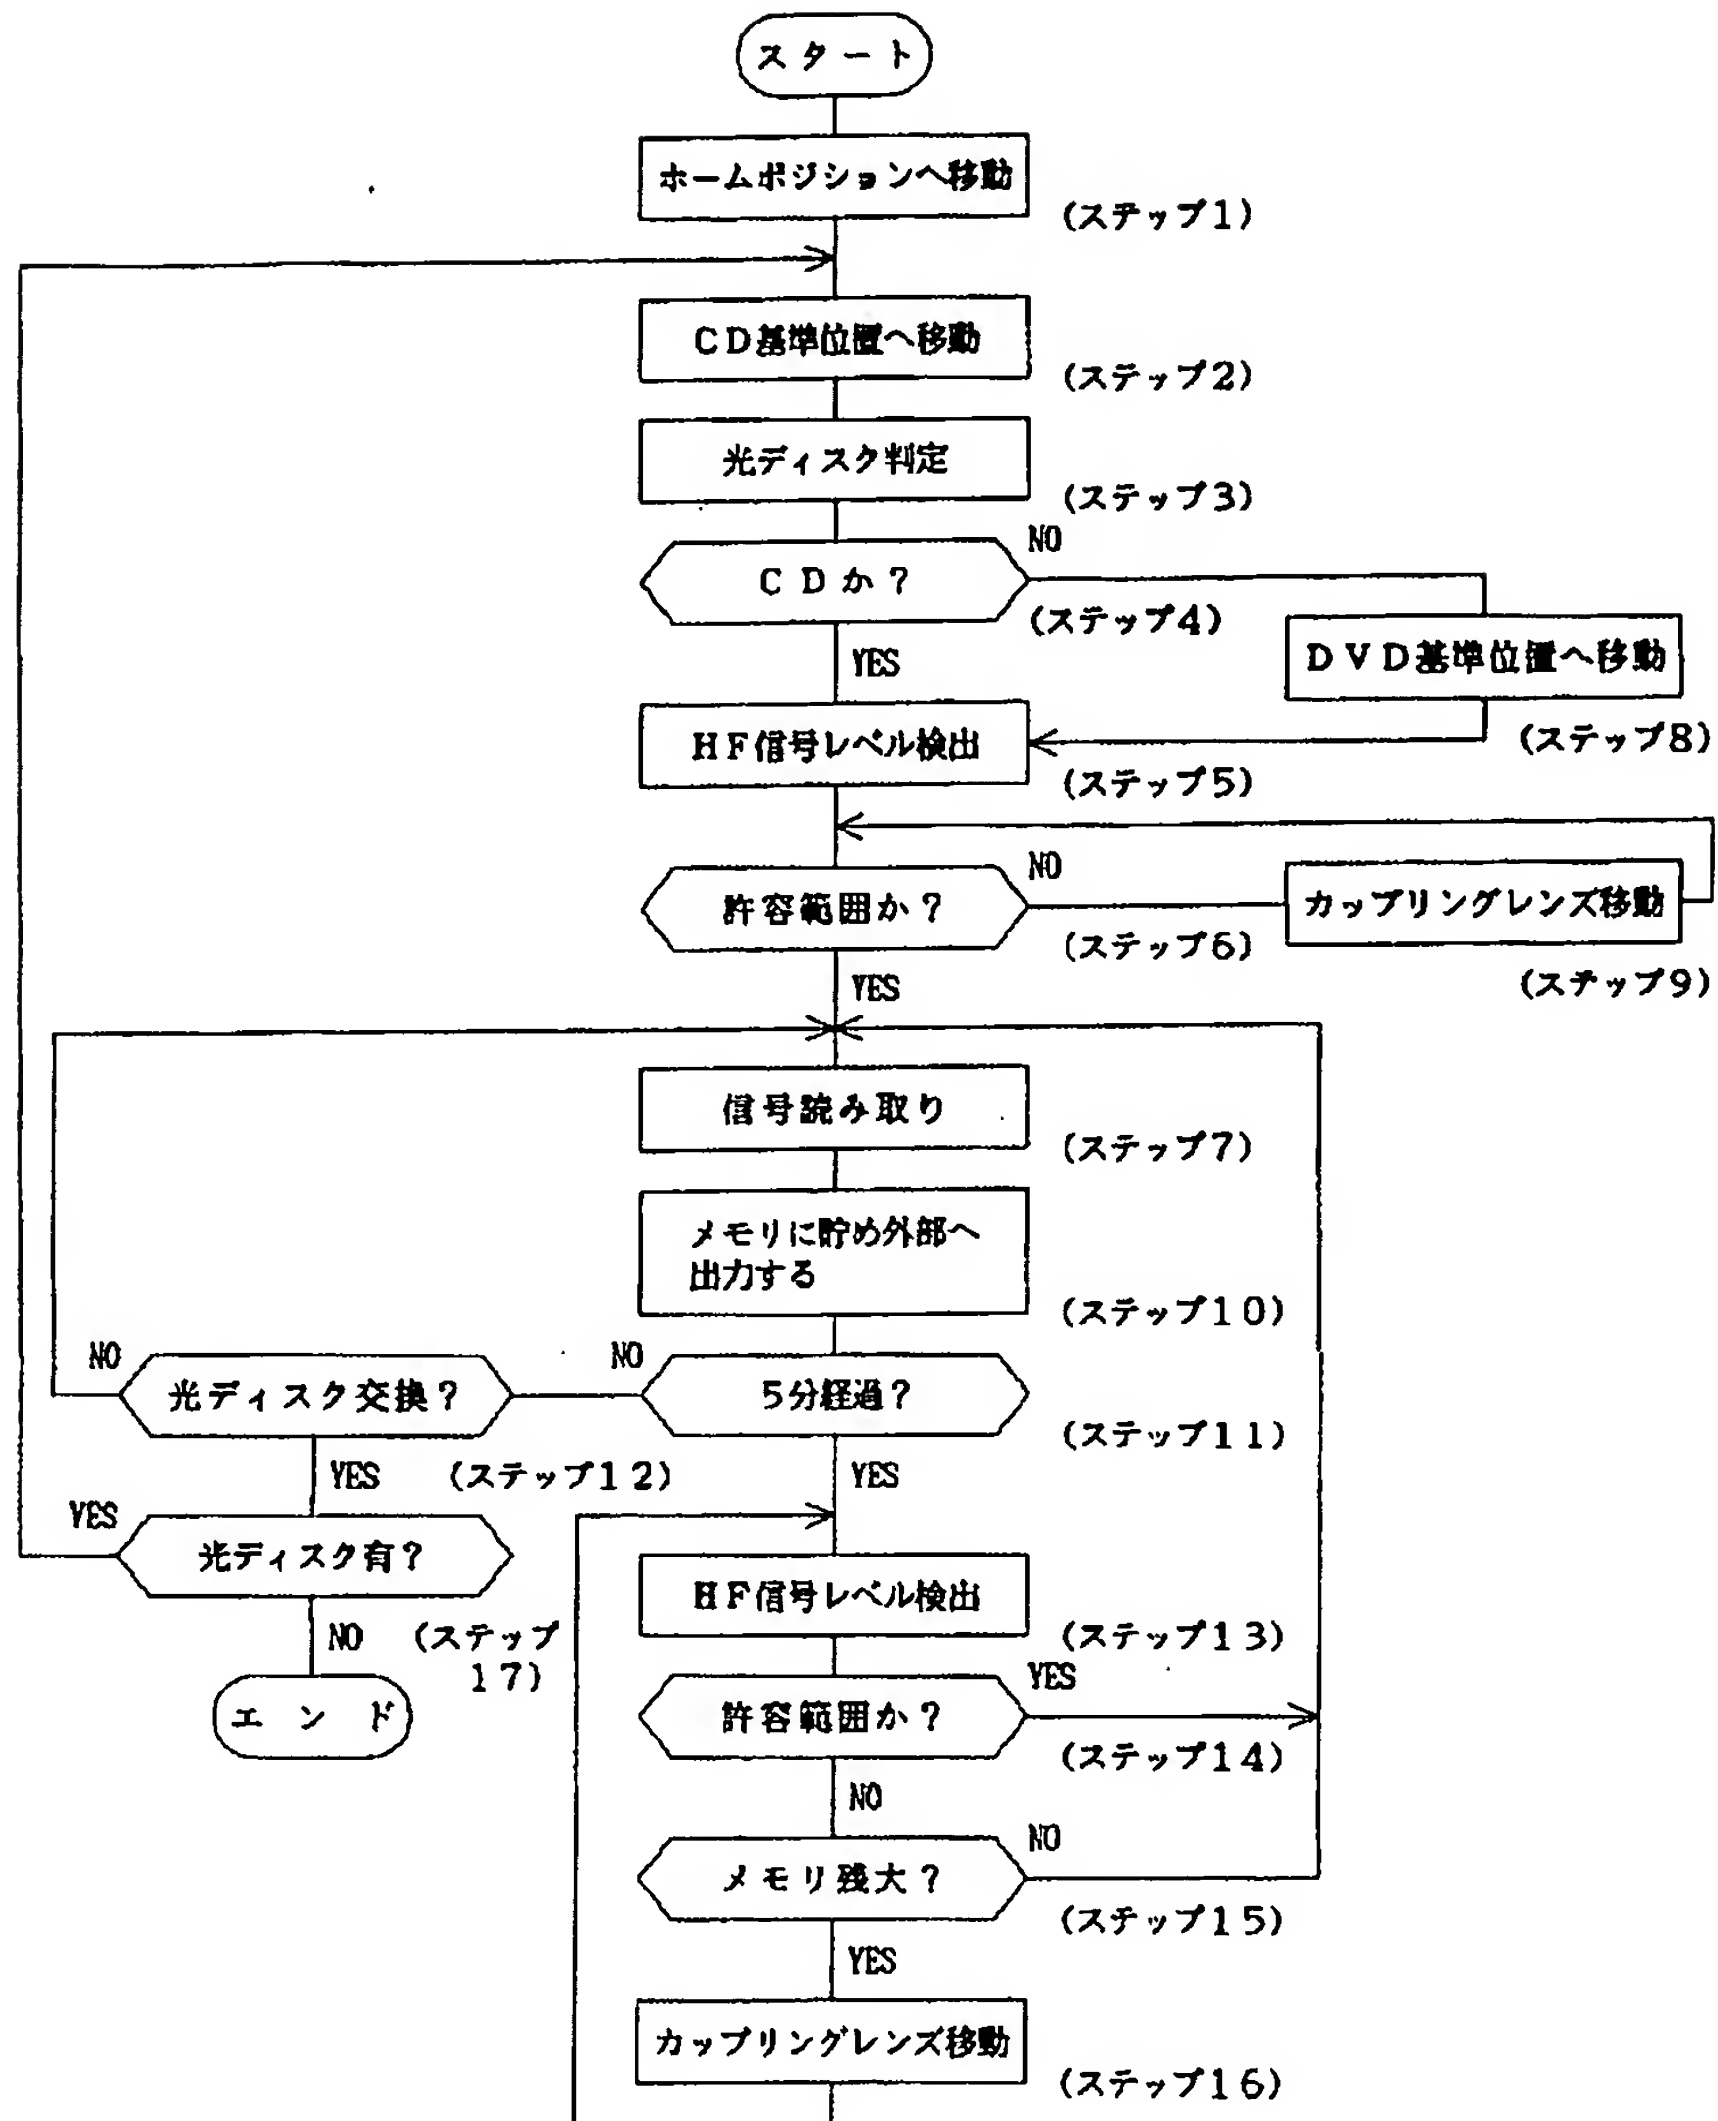 スタート
ホームポジションへ移動
(ステップ1)
CD基準位置へ移動
(ステップ2)
光ディスク判定
(ステップ3)
CDか?
NO
(ステップ4)
YES
DVD基準位置へ移動
(ステップ8)
HF信号レベル検出
(ステップ5)
許容範囲か?
NO
(ステップ6)
カップリングレンズ移動
(ステップ9)
YES
信号読み取り
(ステップ7)
メモリに貯め外部へ
出力する
(ステップ10)
5分経過?
NO
(ステップ11)
YES
光ディスク交換?
NO
(ステップ12)
YES
光ディスク有?
YES
(ステップ
17)
NO
エンド
HF信号レベル検出
(ステップ13)
許容範囲か?
YES
(ステップ14)
NO
メモリ残大?
NO
(ステップ15)
YES
カップリングレンズ移動
(ステップ16)